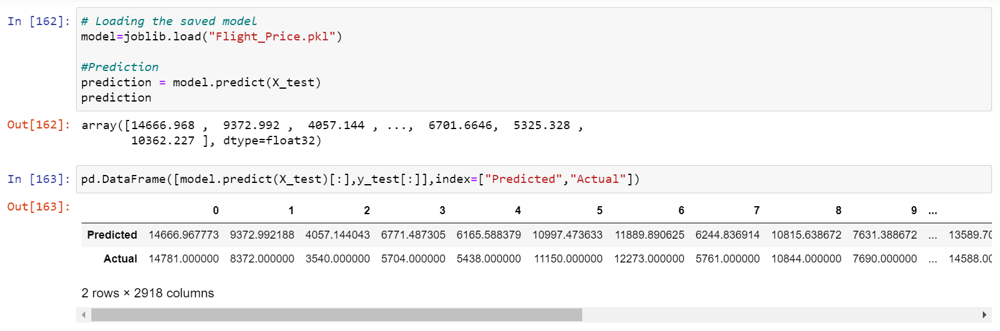 In [162]: # Loading the saved model
model=joblib.load("Flight_Price.pkl")
#Prediction
prediction = model.predict(X_test)
prediction
Out[162]: array([14666.968 ,  9372.992 ,  4057.144 , ...,  6701.6646,  5325.328 ,
10362.227 ], dtype=float32)
In [163]: pd.DataFrame([model.predict(X_test)[:],y_test[:]],index=["Predicted","Actual"])
Out[163]:
0 1 2 3 4 5 6 7 8 9 ...
Predicted 14666.967773 9372.992188 4057.144043 6771.487305 6165.588379 10997.473633 11889.890625 6244.836914 10815.638672 7631.388672 ... 13589.70
Actual 14781.000000 8372.000000 3540.000000 5704.000000 5438.000000 11150.000000 12273.000000 5761.000000 10844.000000 7690.000000 ... 14588.00
2 rows × 2918 columns